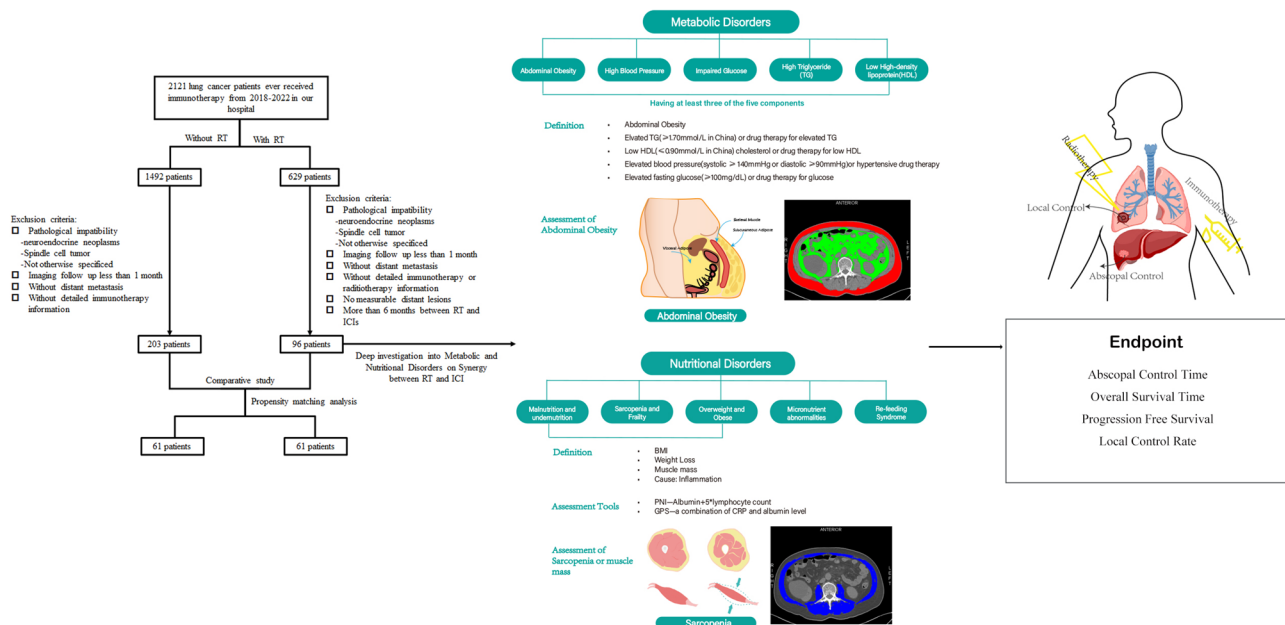 2121 lung cancer patients ever received
immunotherapy from 2018-2022 in our
hospital
Without RT
With RT
1492 patients
629 patients
Exclusion criteria:
Pathological impatibility
-neuroendocrine neoplasms
-Spindle cell tumor
-Not otherwise specificed
Imaging follow up less than 1 month
Without distant metastasis
Without detailed immunotherapy
information
Exclusion criteria:
Pathological impatibility
-neuroendocrine neoplasms
-Spindle cell tumor
-Not otherwise specified
Imaging follow up less than 1 month
Without distant metastasis
Without detailed immunotherapy or
raditiotherapy information
No measurable distant lesions
More than 6 months between RT and
ICIs
203 patients
96 patients
Deep investigation into Metabolic and
Nutritional Disorders on Synergy
between RT and ICI
Comparative study
Propensity matching analysis
61 patients
61 patients
Metabolic Disorders
Abdominal Obesity
High Blood Pressure
Impaired Glucose
High Triglyceride
(TG)
Low High-density
lipoprotein(HDL)
Having at least three of the five components
Definition
• Abdominal Obesity
• Elvated TG(≥1.70mmol/L in China) or drug therapy for elevated TG
• Low HDL(≤0.90mmol/L in China) cholesterol or drug therapy for low HDL
• Elevated blood pressure(systolic ≥140mmHg or diastolic ≥90mmHg)or hypertensive drug therapy
• Elevated fasting glucose(≥100mg/dL) or drug therapy for glucose
Assessment of
Abdominal Obesity
Skeletal Muscle
Subcutaneous Adipose
Visceral Adipose
Abdominal Obesity
ANTERIOR
LEFT
Nutritional Disorders
Malnutrition and
undernutrition
Sarcopenia and
Frailty
Overweight and
Obese
Micronutrient
abnormalities
Re-feeding
Syndrome
Definition
• BMI
• Weight Loss
• Muscle mass
• Cause: Inflammation
Assessment Tools
• PNI—Albumin+5*lymphocyte count
• GPS—a combination of CRP and albumin level
Assessment of
Sarcopenia or muscle
mass
Sarcopenia
ANTERIOR
LEFT
Radiotherapy
Immunotherapy
Local Control
Abscopal Control
Endpoint
Abscopal Control Time
Overall Survival Time
Progression Free Survival
Local Control Rate